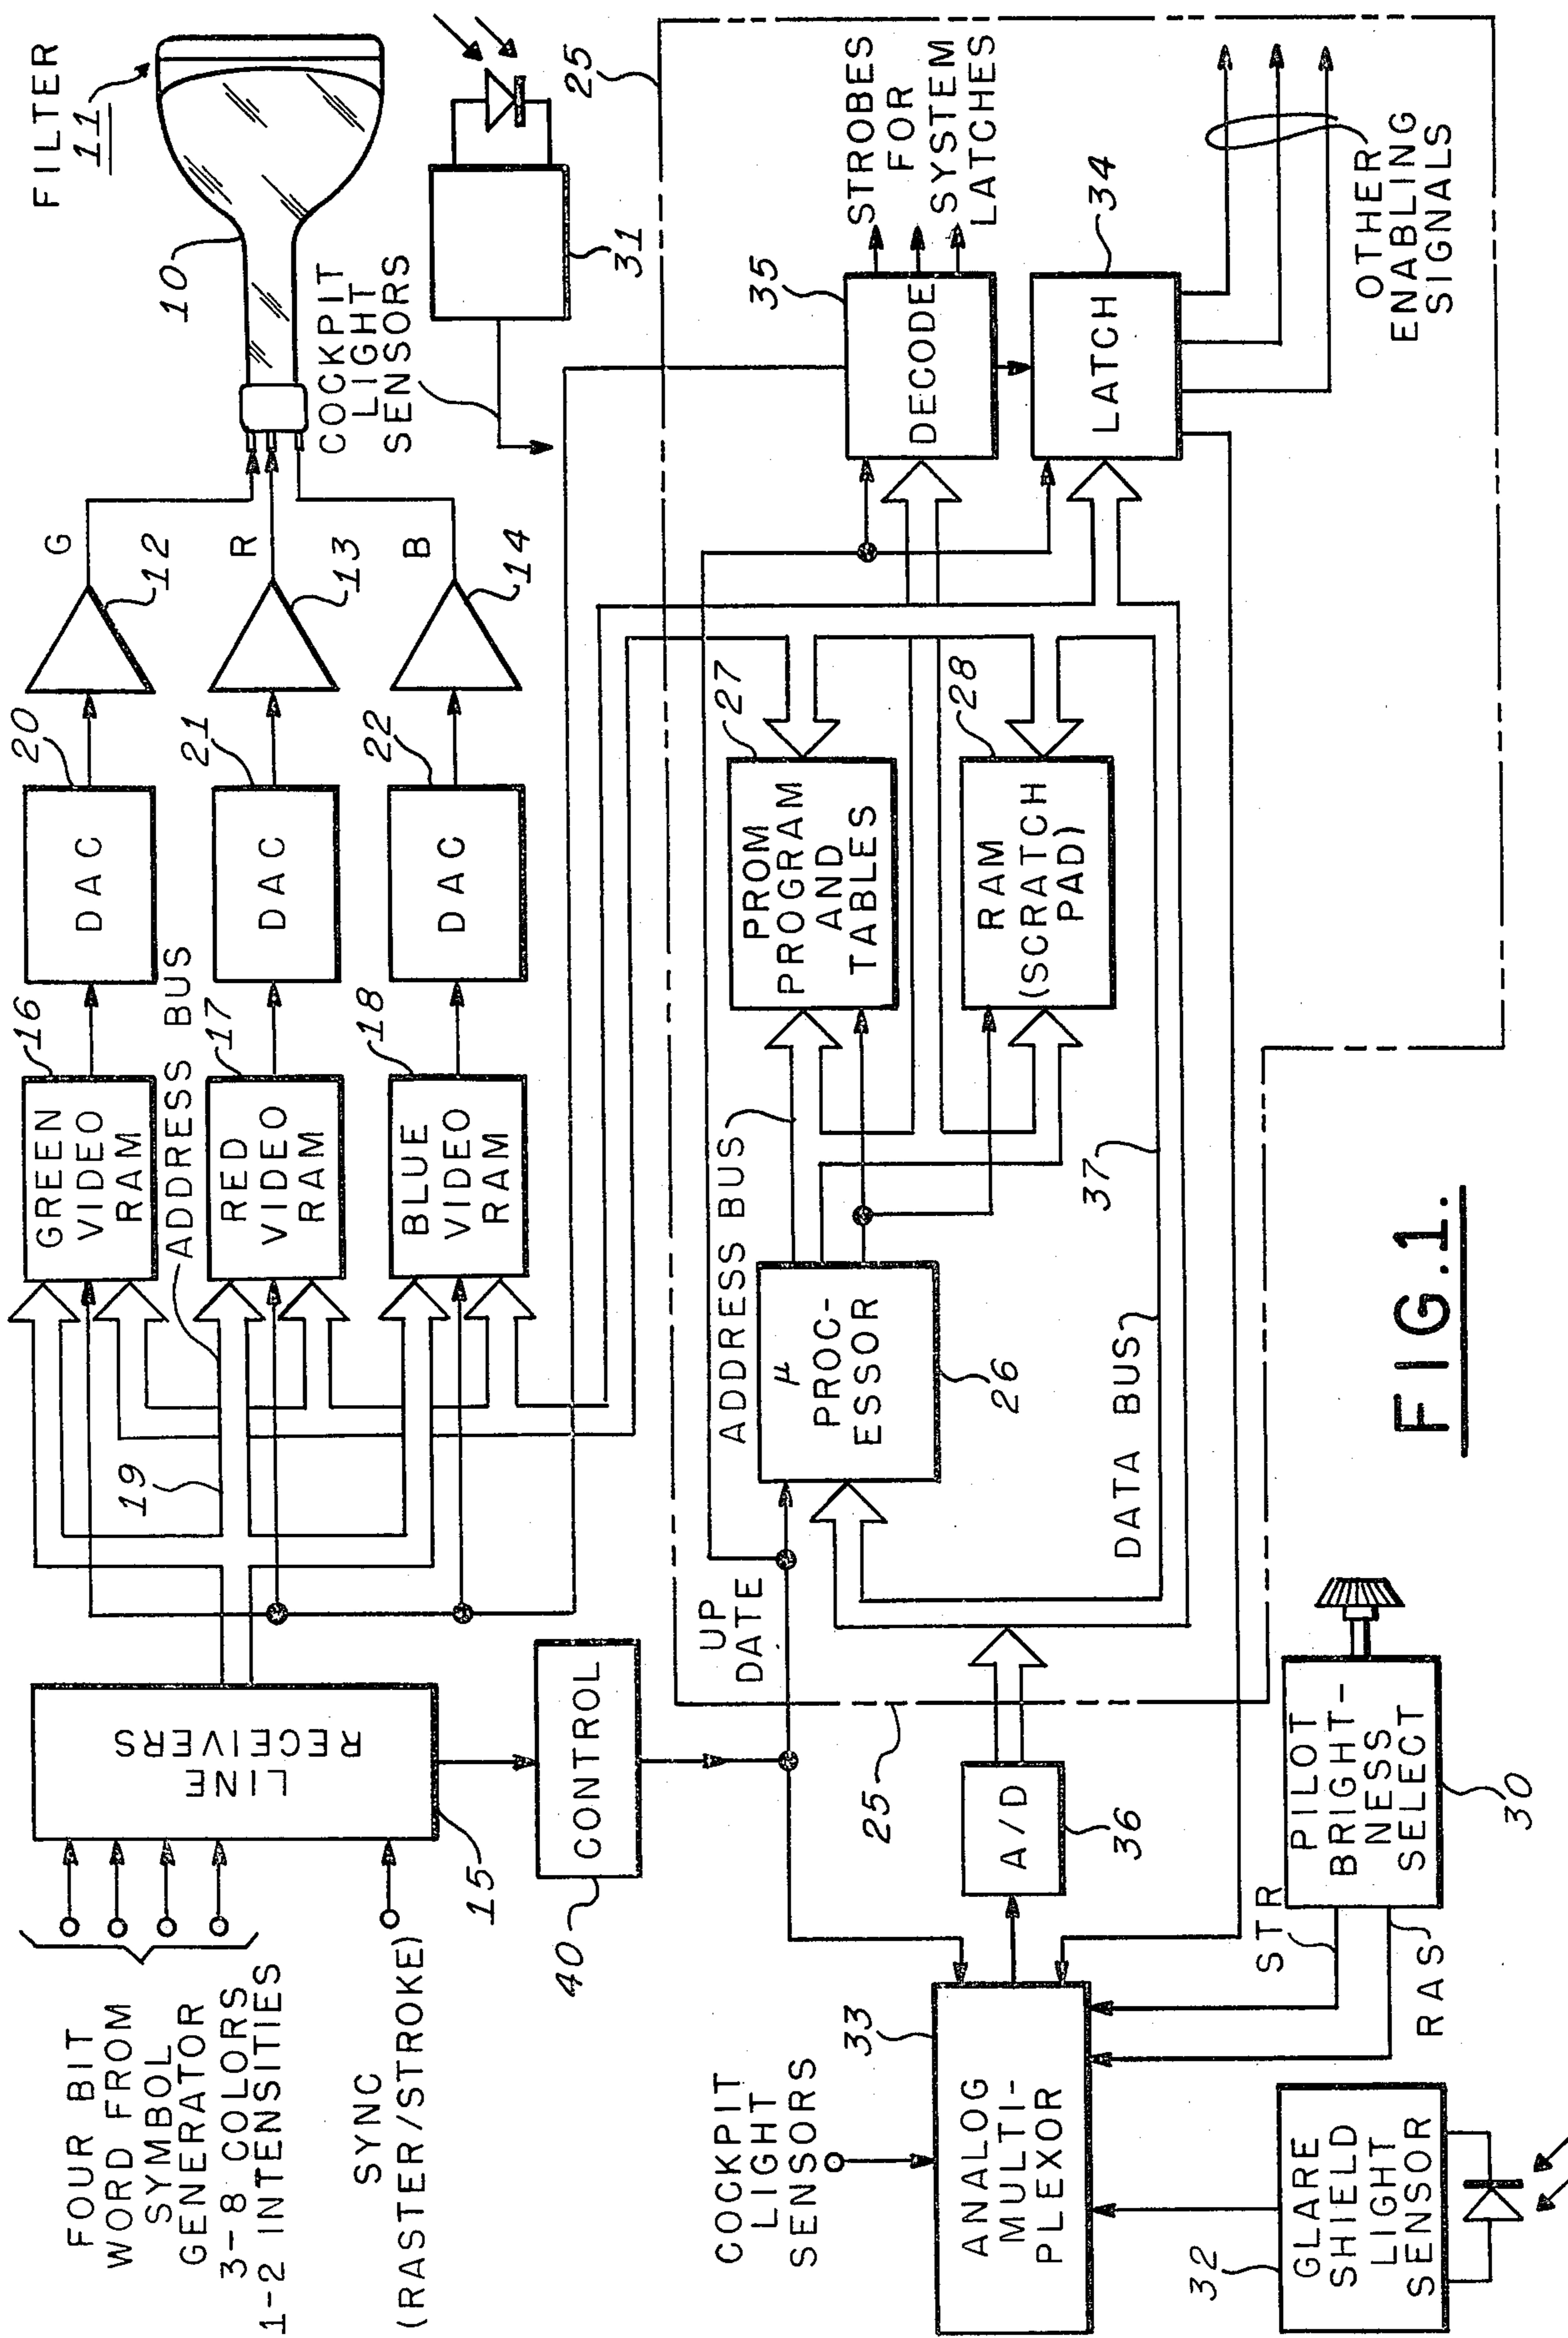 FILTER
11
10
G
12
R
13
B
14
20
DAC
21
DAC
22
DAC
16
GREEN
VIDEO
RAM
ADDRESS BUS
17
RED
VIDEO
RAM
18
BLUE
VIDEO
RAM
19
LINE
RECEIVERS
15
FOUR BIT
WORD FROM
SYMBOL
GENERATOR
3-8 COLORS
1-2 INTENSITIES
SYNC
(RASTER/STROKE)
CONTROL
40
COCKPIT
LIGHT
SENSORS
31
25
STROBES
FOR
SYSTEM
LATCHES
35
DECODE
34
LATCH
OTHER
ENABLING
SIGNALS
27
PROM
PROGRAM
AND
TABLES
28
RAM
(SCRATCH
PAD)
ADDRESS BUS
37
μ
PROC-
ESSOR
26
DATA BUS
UP
DATE
25
A/D
36
COCKPIT
LIGHT
SENSORS
33
ANALOG
MULTI-
PLEXOR
STR
RAS
PILOT
BRIGHT-
NESS
SELECT
30
32
GLARE
SHIELD
LIGHT
SENSOR
FIG.1.